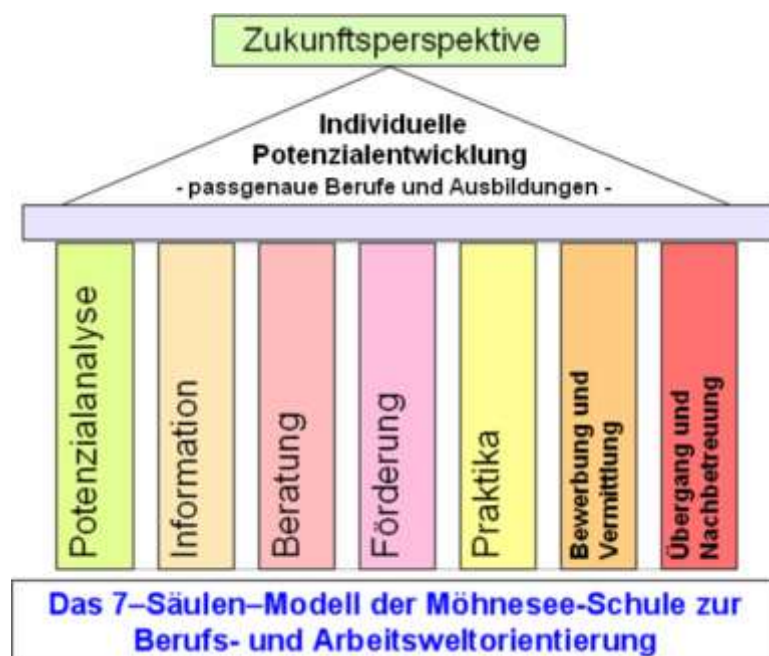 Zukunftsperspektive
Individuelle
Potenzialentwicklung
- passgenaue Berufe und Ausbildungen -
Potenzialanalyse
Information
Beratung
Förderung
Praktika
Bewerbung und
Vermittlung
Übergang und
Nachbetreuung
Das 7–Säulen–Modell der Möhnesee-Schule zur
Berufs- und Arbeitsweltorientierung